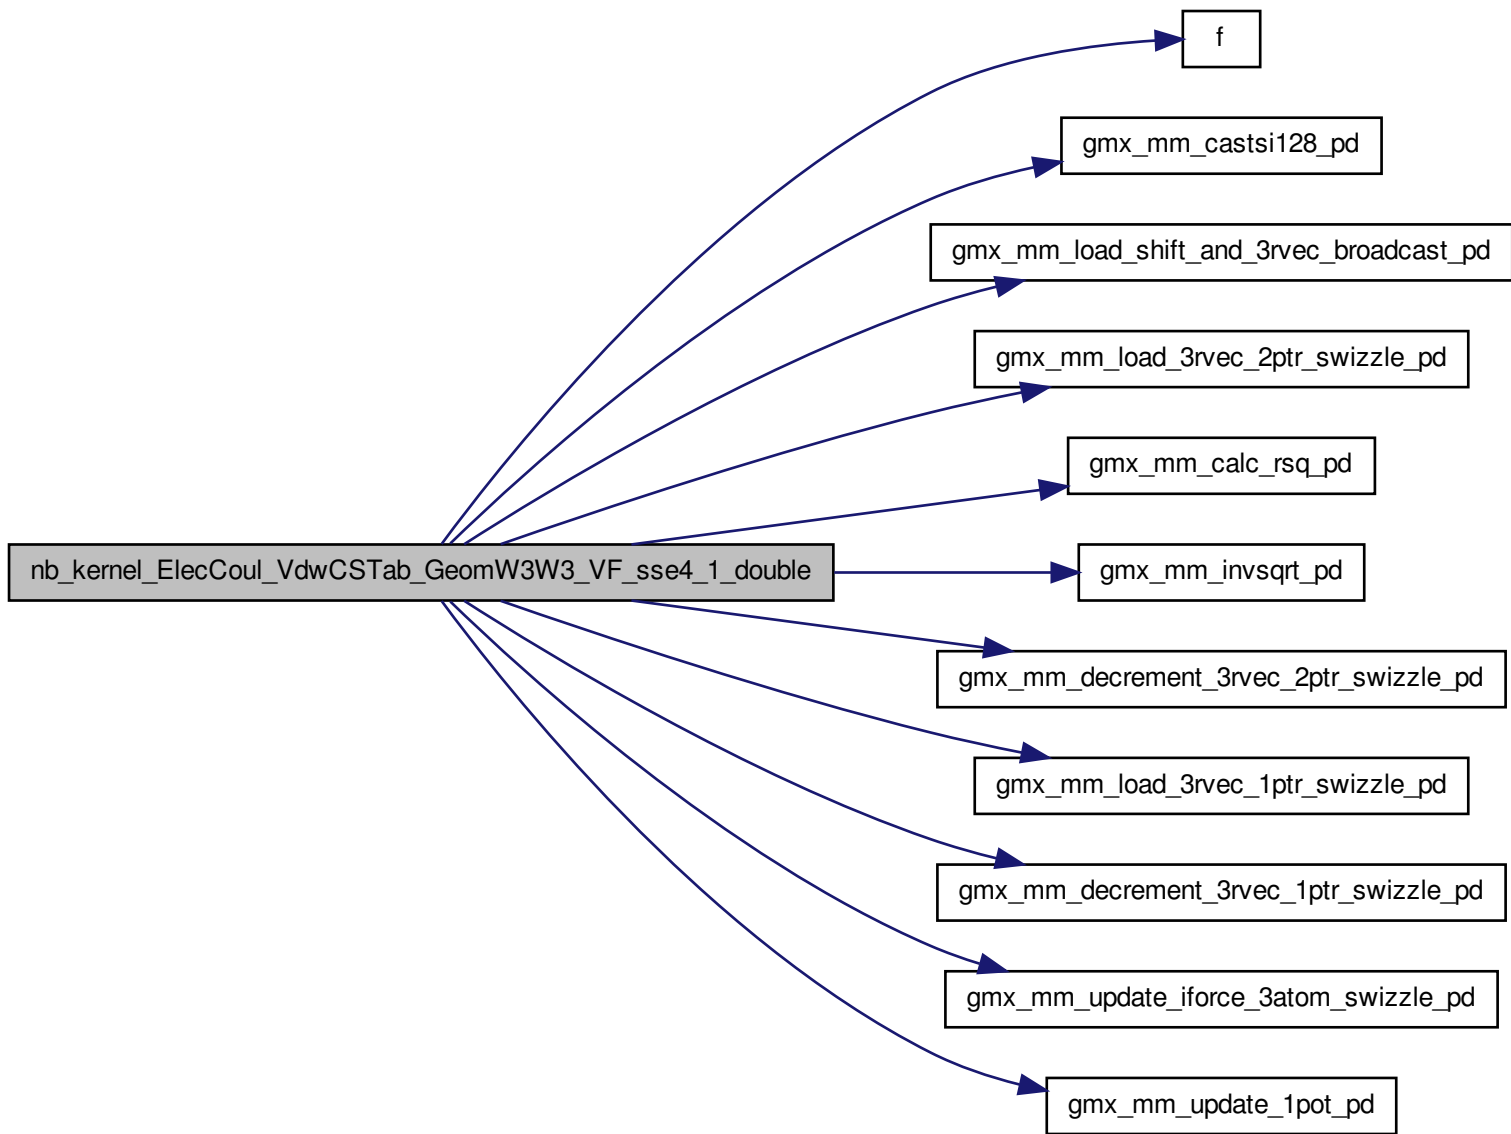 f
gmx_mm_castsi128_pd
gmx_mm_load_shift_and_3rvec_broadcast_pd
gmx_mm_load_3rvec_2ptr_swizzle_pd
gmx_mm_calc_rsq_pd
nb_kernel_ElecCoul_VdwCSTab_GeomW3W3_VF_sse4_1_double
gmx_mm_invsqrt_pd
gmx_mm_decrement_3rvec_2ptr_swizzle_pd
gmx_mm_load_3rvec_1ptr_swizzle_pd
gmx_mm_decrement_3rvec_1ptr_swizzle_pd
gmx_mm_update_iforce_3atom_swizzle_pd
gmx_mm_update_1pot_pd